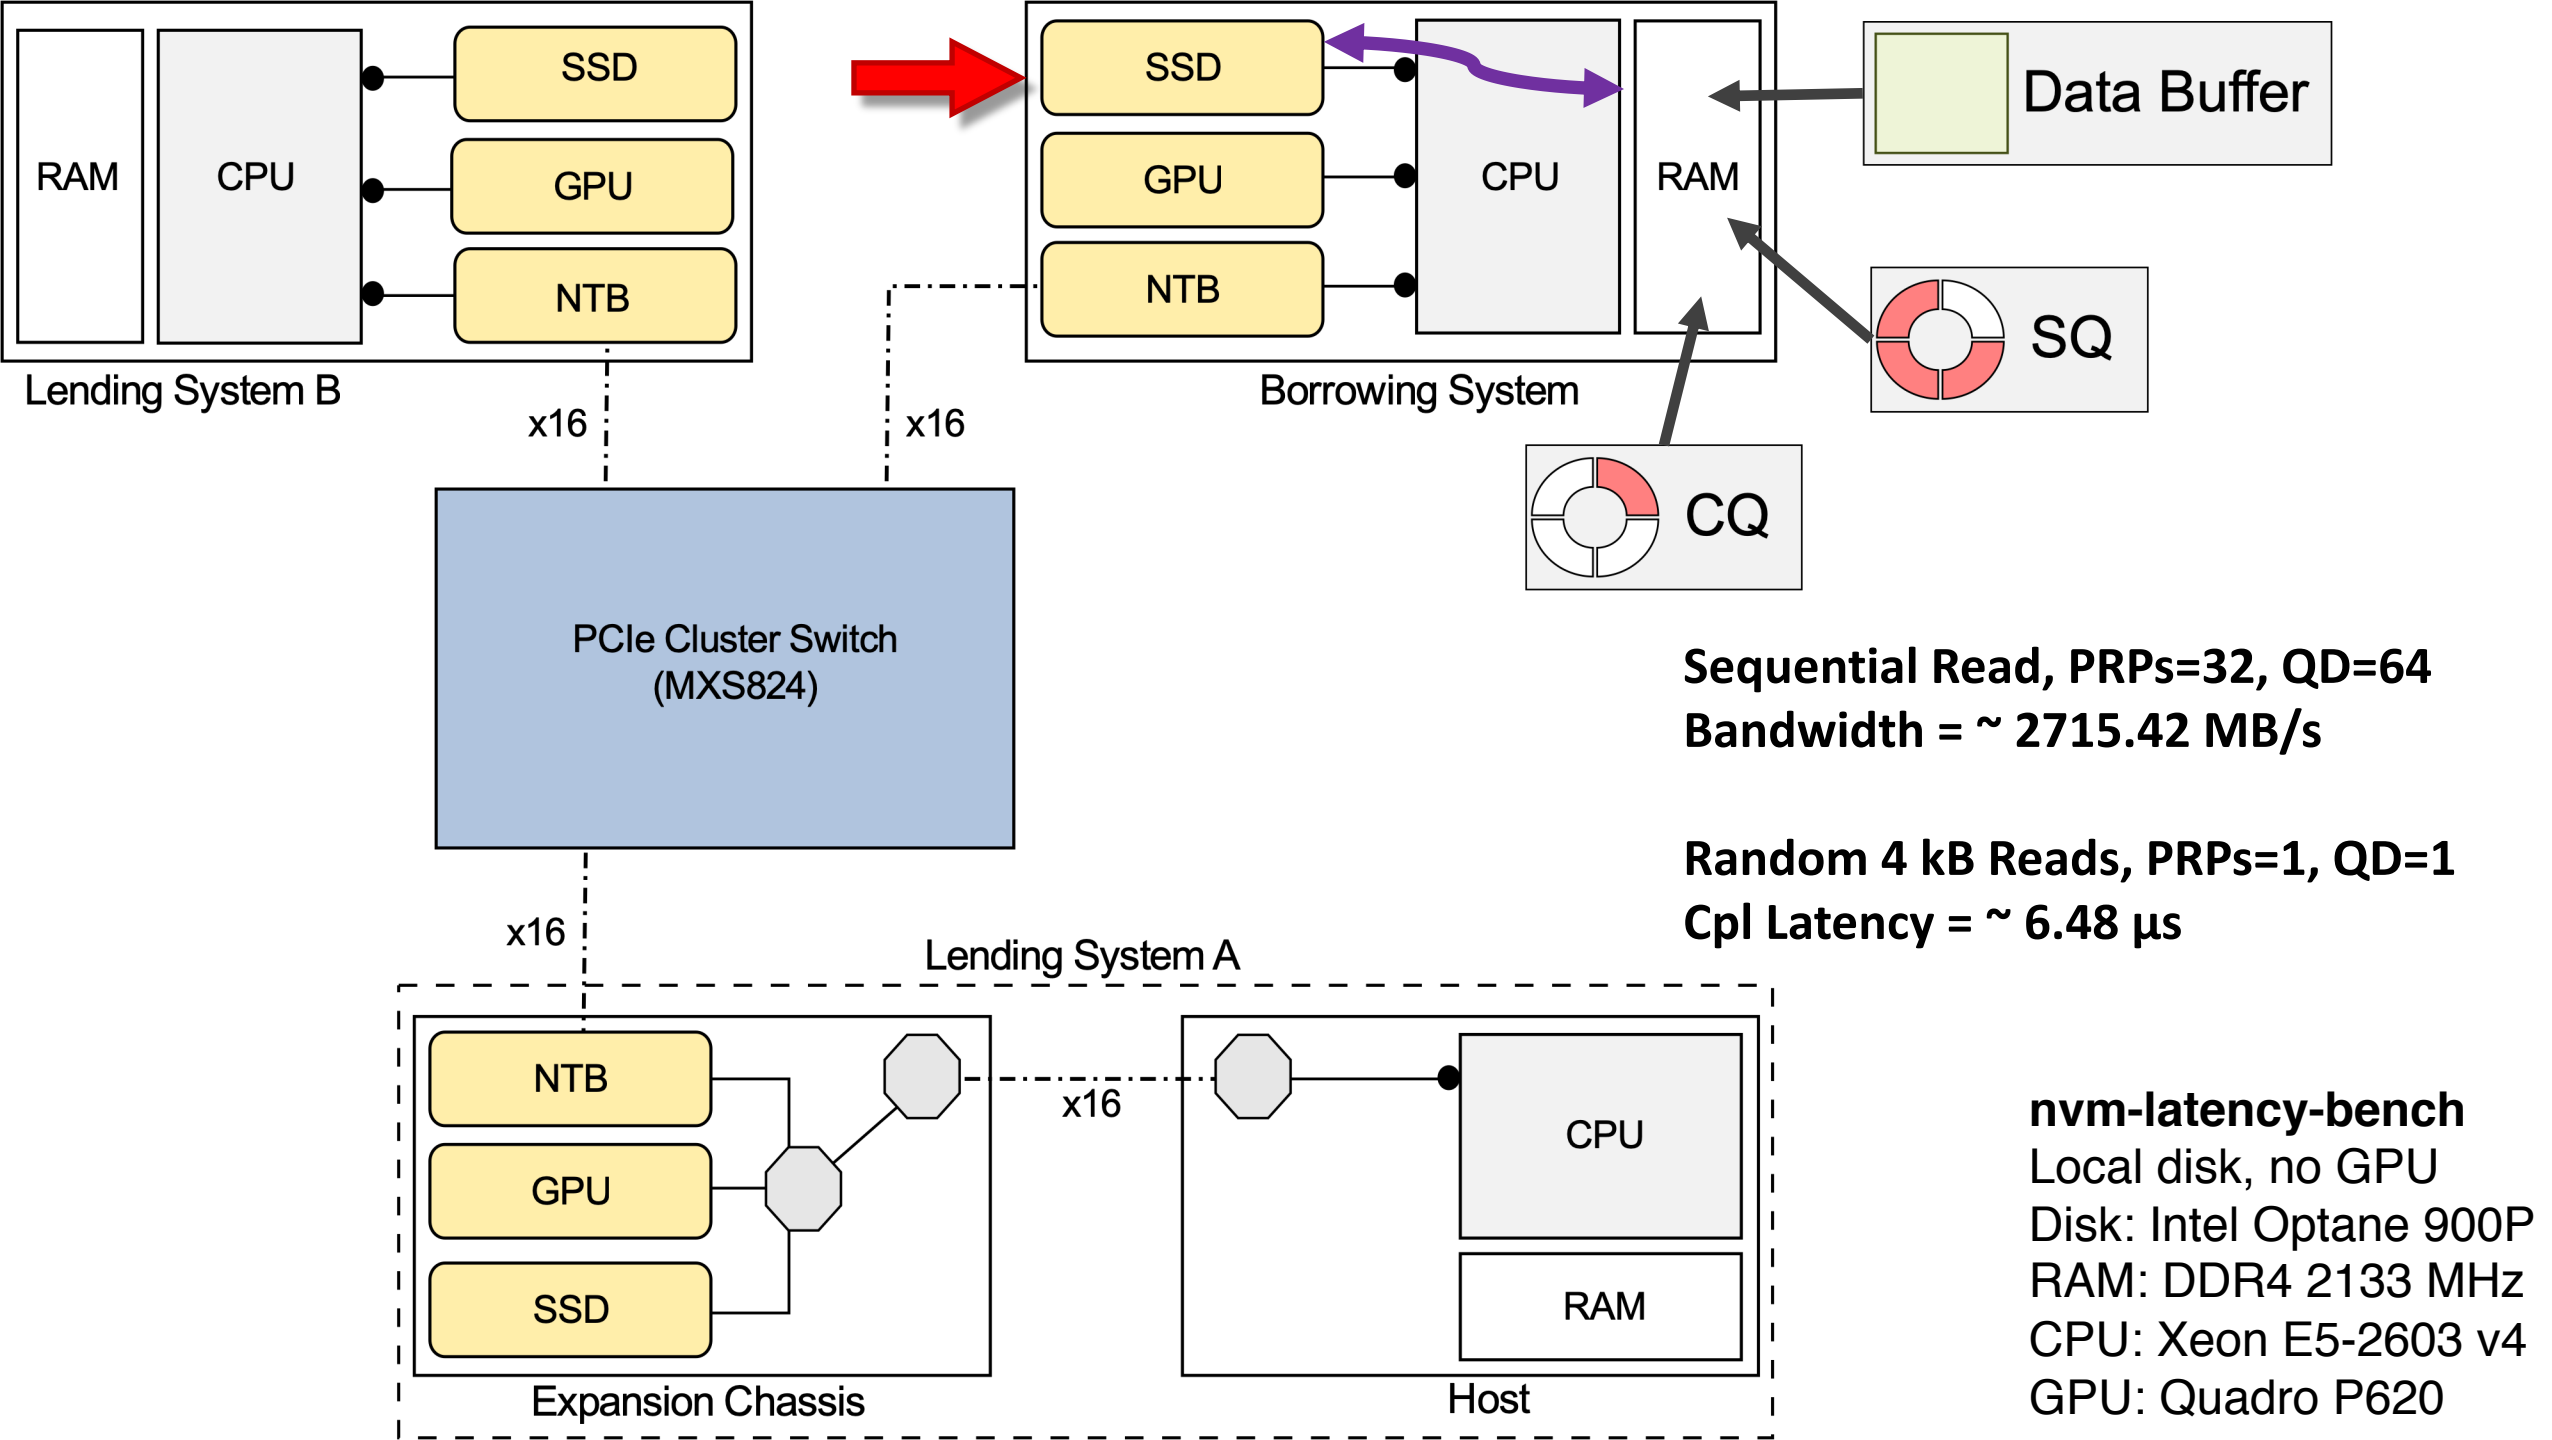 RAM
CPU
SSD
GPU
NTB
Lending System B
x16
SSD
GPU
NTB
CPU
RAM
Borrowing System
x16
Data Buffer
SQ
CQ
PCIe Cluster Switch
(MXS824)
Sequential Read, PRPs=32, QD=64
Bandwidth = ~ 2715.42 MB/s
Random 4 kB Reads, PRPs=1, QD=1
Cpl Latency = ~ 6.48 µs
x16
Lending System A
NTB
GPU
SSD
Expansion Chassis
x16
CPU
RAM
Host
nvm-latency-bench
Local disk, no GPU
Disk: Intel Optane 900P
RAM: DDR4 2133 MHz
CPU: Xeon E5-2603 v4
GPU: Quadro P620